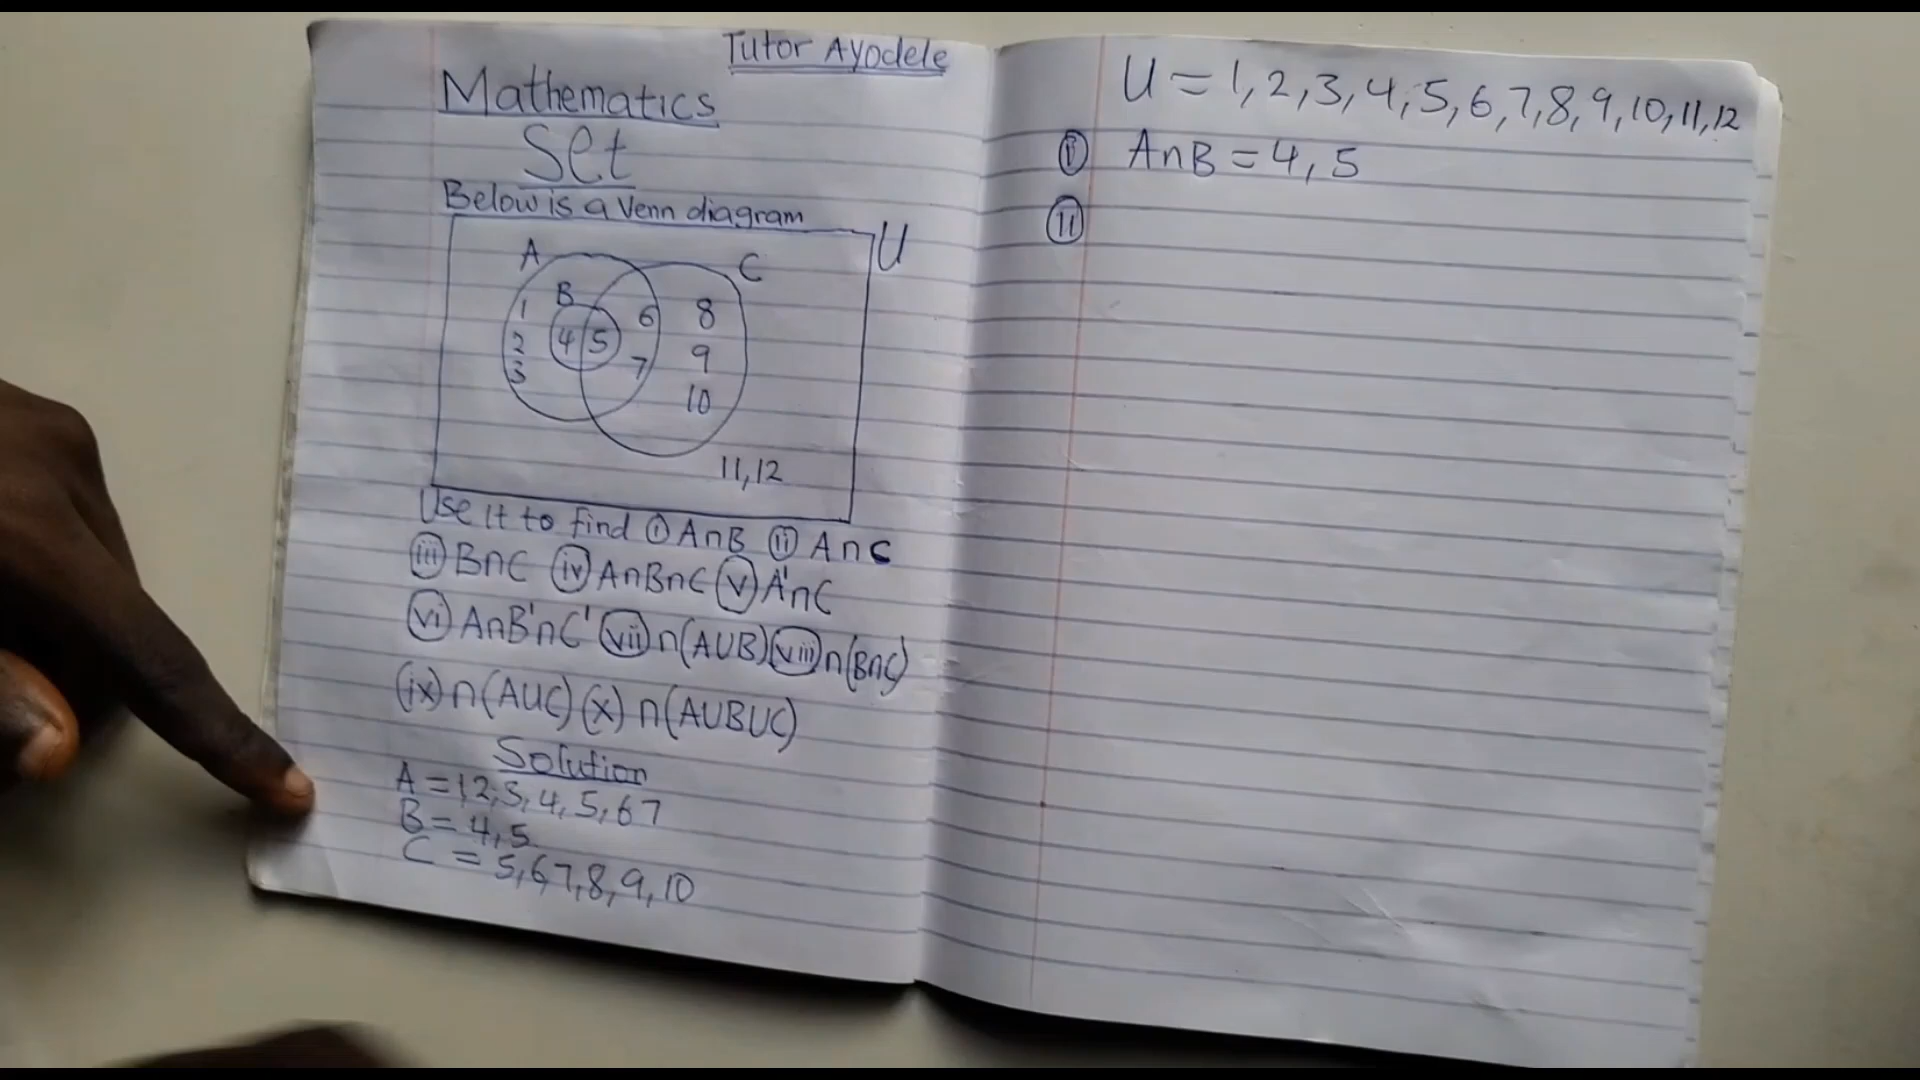 Tutor Ayodele
Mathematics
Set
Below is a Venn diagram
U
A
C
B
1
6
8
2
4
5
9
3
7
10
11,12
Use it to find (i) A∩B (ii) A∩C
(iii) B∩C (iv) A∩B∩C (v) A'∩C
(vi) A∩B'∩C' (vii) n(AUB) (viii) n(B∩C)
(ix) n(AUC) (x) n(AUBUC)
Solution
A = 1,2,3,4,5,6 7
B = 4,5
C = 5,6,7,8,9,10
U = 1,2,3,4,5,6,7,8,9,10,11,12
(i) A∩B = 4,5
(ii)